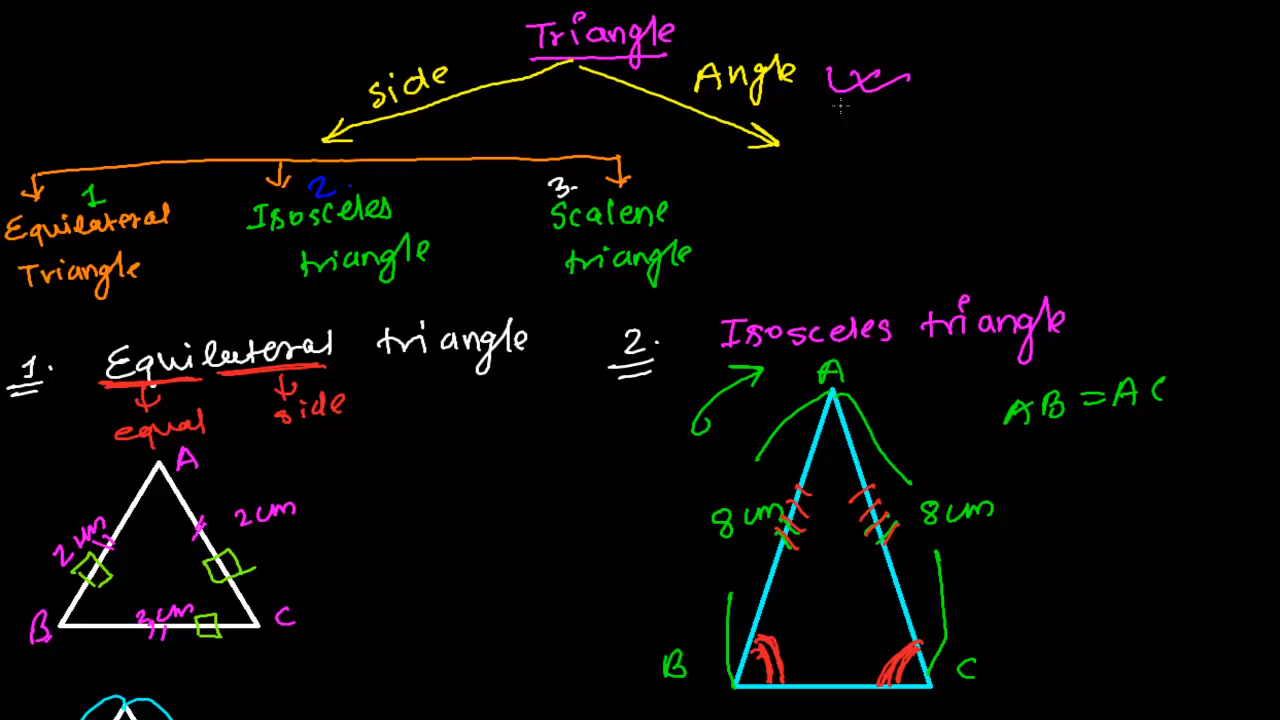 Triangle
side
Angle
1
2.
3.
Equilateral
Triangle
Isosceles
triangle
Scalene
triangle
1. Equilateral triangle
equal
side
A
2cm
2cm
B
C
2. Isosceles triangle
A
AB = AC
8cm
8cm
B
C